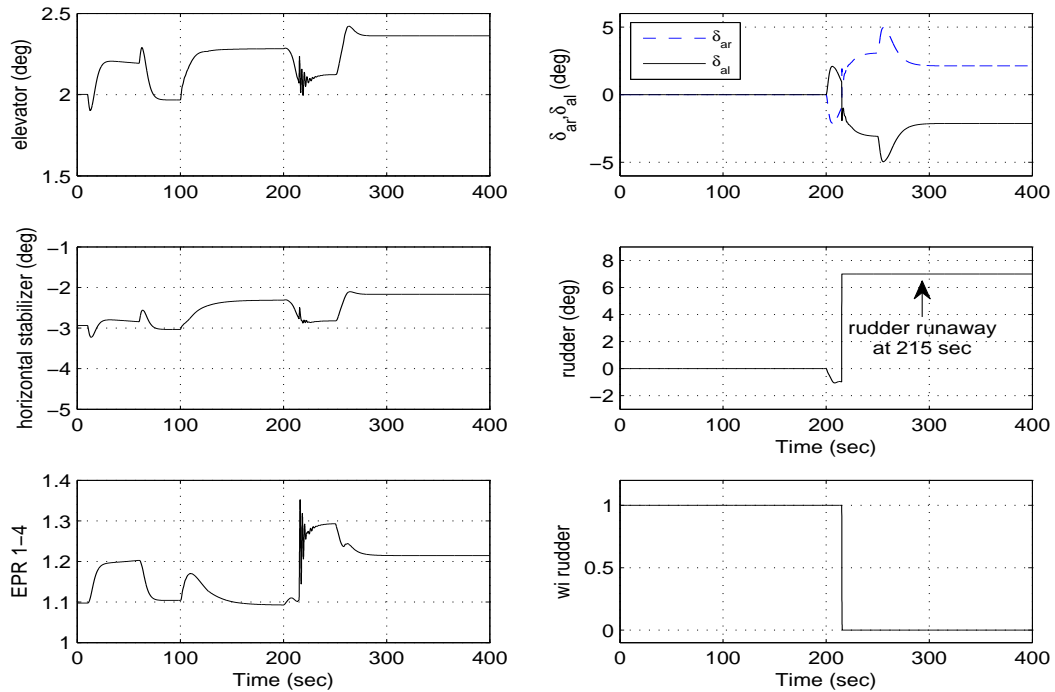 2.5
2
1.5
elevator (deg)
0 100 200 300 400
5
0
−5
δar,δal (deg)
δar
δal
0 100 200 300 400
−1
−2
−3
−4
−5
horizontal stabilizer (deg)
0 100 200 300 400
8
6
4
2
0
−2
rudder (deg)
rudder runaway
at 215 sec
0 100 200 300 400
Time (sec)
1.4
1.3
1.2
1.1
1
EPR 1−4
0 100 200 300 400
Time (sec)
1
0.5
0
wi rudder
0 100 200 300 400
Time (sec)